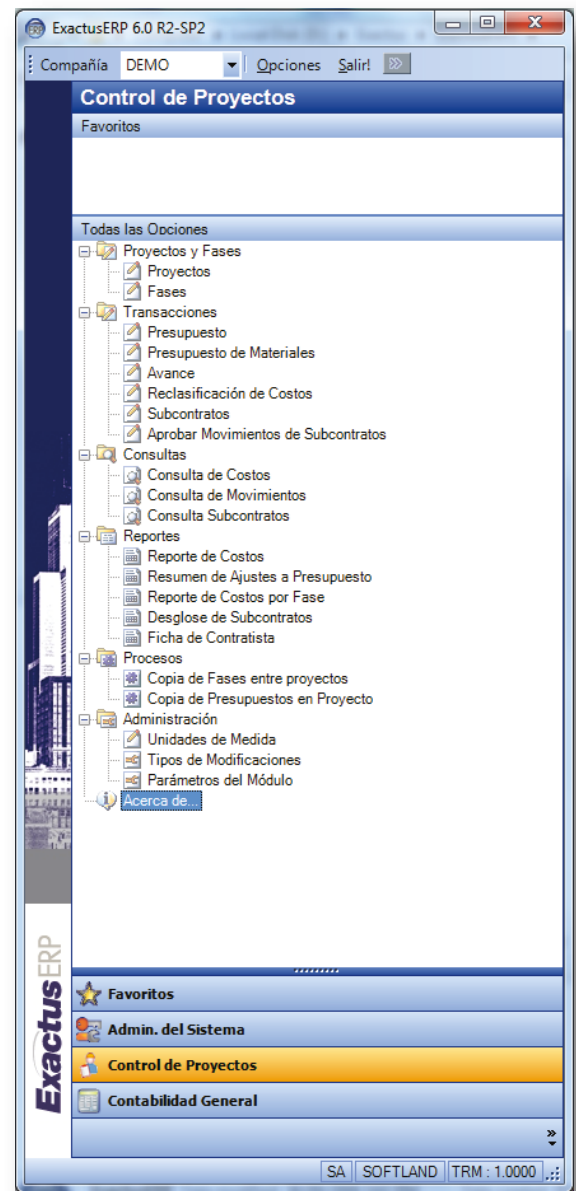 ExactusERP 6.0 R2-SP2
Compañía DEMO Opciones Salir!
Control de Proyectos
Favoritos
Todas las Opciones
Proyectos y Fases
Proyectos
Fases
Transacciones
Presupuesto
Presupuesto de Materiales
Avance
Reclasificación de Costos
Subcontratos
Aprobar Movimientos de Subcontratos
Consultas
Consulta de Costos
Consulta de Movimientos
Consulta Subcontratos
Reportes
Reporte de Costos
Resumen de Ajustes a Presupuesto
Reporte de Costos por Fase
Desglose de Subcontratos
Ficha de Contratista
Procesos
Copia de Fases entre proyectos
Copia de Presupuestos en Proyecto
Administración
Unidades de Medida
Tipos de Modificaciones
Parámetros del Módulo
Acerca de...
ExactusERP
Favoritos
Admin. del Sistema
Control de Proyectos
Contabilidad General
SA SOFTLAND TRM : 1.0000